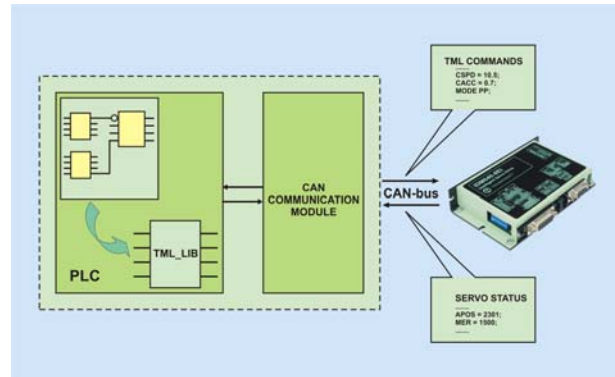 TML COMMANDS
CSPD = 10.5;
CACC = 0.7;
MODE PP;
CAN
COMMUNICATION
MODULE
CAN-bus
TML_LIB
PLC
SERVO STATUS
APOS = 2301;
MER = 1500;